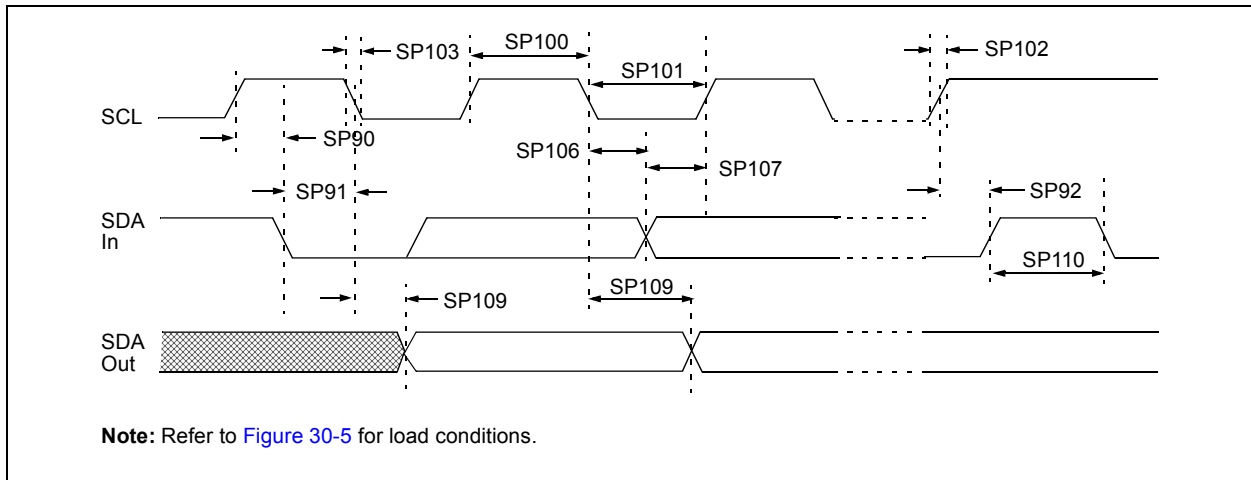 SP103
SP100
SP102
SP101
SCL
SP90
SP106
SP107
SP91
SP92
SDA
In
SP110
SP109
SP109
SDA
Out
Note: Refer to Figure 30-5 for load conditions.